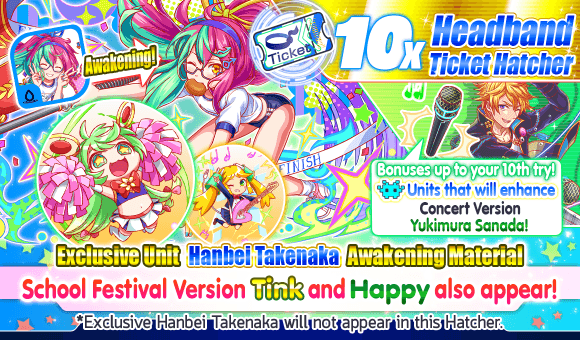 Awakening!
Ticket
10x
Headband
Ticket Hatcher
FINISH
Bonuses up to your 10th try!
Units that will enhance
Concert Version
Yukimura Sanada!
Exclusive Unit Hanbei Takenaka Awakening Material
School Festival Version Tink and Happy also appear!
*Exclusive Hanbei Takenaka will not appear in this Hatcher.